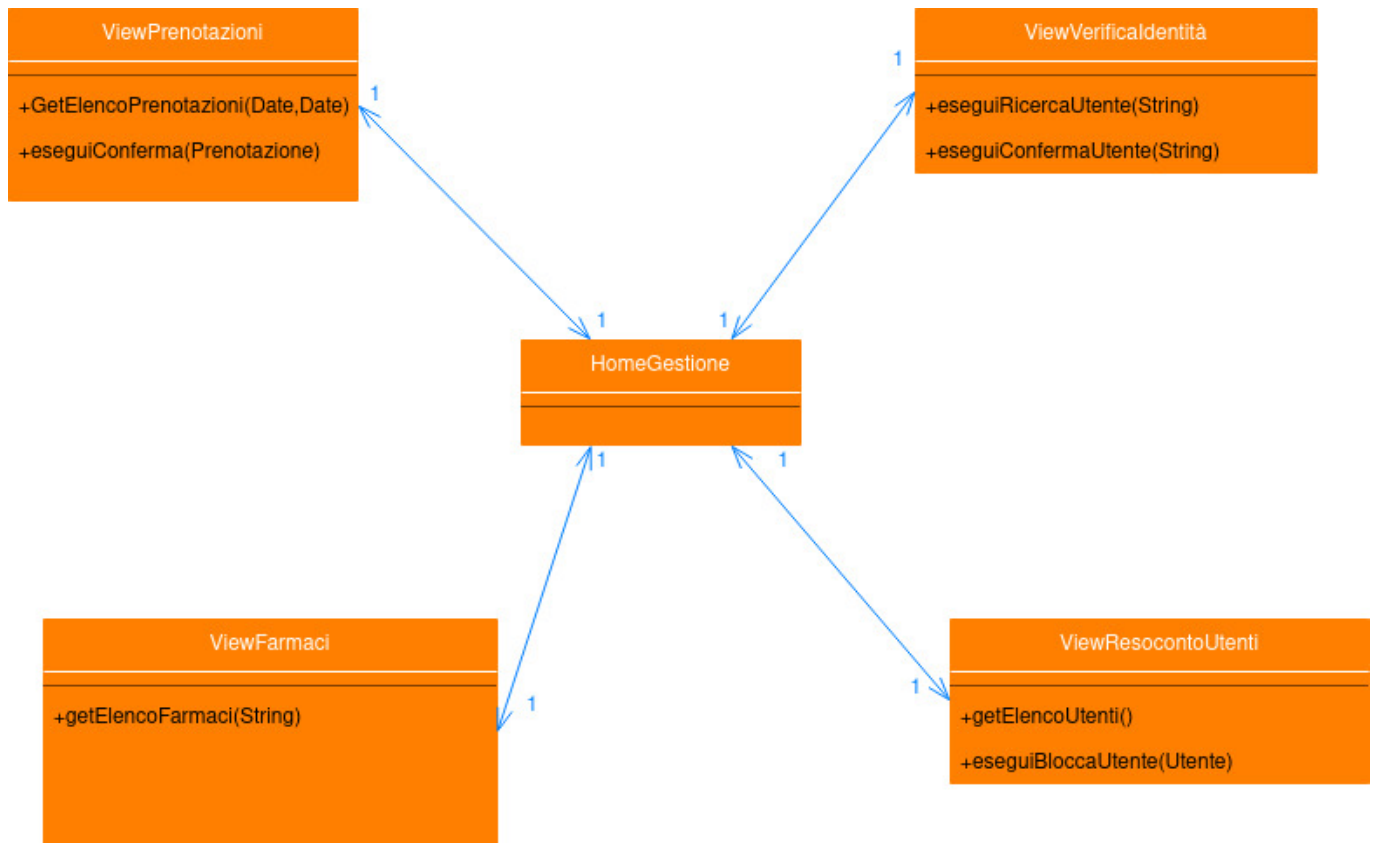 ViewPrenotazioni
+GetElencoPrenotazioni(Date,Date)
+eseguiConferma(Prenotazione)
1
1
ViewVerificaIdentità
+eseguiRicercaUtente(String)
+eseguiConfermaUtente(String)
1
1
HomeGestione
1
1
ViewFarmaci
+getElencoFarmaci(String)
1
1
ViewResocontoUtenti
+getElencoUtenti()
+eseguiBloccaUtente(Utente)